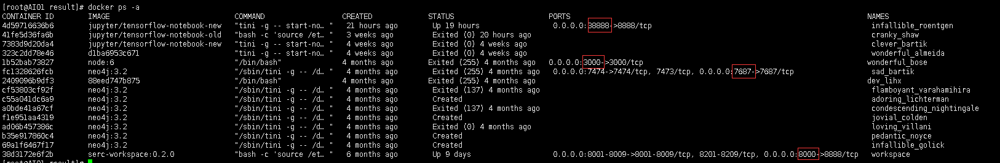 [root@AI01 result]# docker ps -a
CONTAINER ID IMAGE COMMAND CREATED STATUS PORTS NAMES
4d59716636b6 jupyter/tensorflow-notebook-new "tini -g -- start-no… " 21 hours ago Up 19 hours 0.0.0.0:38888->8888/tcp infallible_roentgen
41fe5d36fa6b jupyter/tensorflow-notebook-old "bash -c 'source /et… " 3 weeks ago Exited (0) 20 hours ago cranky_shaw
7383d9d20da4 jupyter/tensorflow-notebook-new "tini -g -- start-no… " 4 weeks ago Exited (0) 4 weeks ago clever_bartik
323c2dd78e46 d1ba6953c671 "tini -g -- start-no… " 4 weeks ago Exited (0) 4 weeks ago wonderful_almeida
1b52bab73827 node:6 "/bin/bash" 4 months ago Exited (255) 4 months ago 0.0.0.0:3000->3000/tcp wonderful_bose
fc1328626fcb neo4j:3.2 "/sbin/tini -g -- /d… " 4 months ago Exited (255) 4 months ago 0.0.0.0:7474->7474/tcp, 7473/tcp, 0.0.0.0:7687->7687/tcp sad_bartik
2409096b9df3 88eed747b875 "/bin/bash" 4 months ago Exited (255) 4 months ago dev_lihx
cf53803cf92f neo4j:3.2 "/sbin/tini -g -- /d… " 4 months ago Exited (137) 4 months ago flamboyant_varahamihira
c55a041dc6a9 neo4j:3.2 "/sbin/tini -g -- /d… " 4 months ago Created adoring_lichterman
a0bde41a67cf neo4j:3.2 "/sbin/tini -g -- /d… " 4 months ago Exited (137) 4 months ago condescending_nightingale
f1e951aa4319 neo4j:3.2 "/sbin/tini -g -- /d… " 4 months ago Created jovial_colden
ad06b457386c neo4j:3.2 "/sbin/tini -g -- /d… " 4 months ago Exited (0) 4 months ago loving_villani
b35e917860c4 neo4j:3.2 "/sbin/tini -g -- /d… " 4 months ago Created pedantic_noyce
69a1f6467f17 neo4j:3.2 "/sbin/tini -g -- /d… " 4 months ago Created infallible_golick
38d3172e6f2b serc-workspace:0.2.0 "bash -c 'source /et… " 6 months ago Up 9 days 0.0.0.0:8001-8009->8001-8009/tcp, 8201-8209/tcp, 0.0.0.0:8000->8888/tcp workspace
[root@AI01 result]#